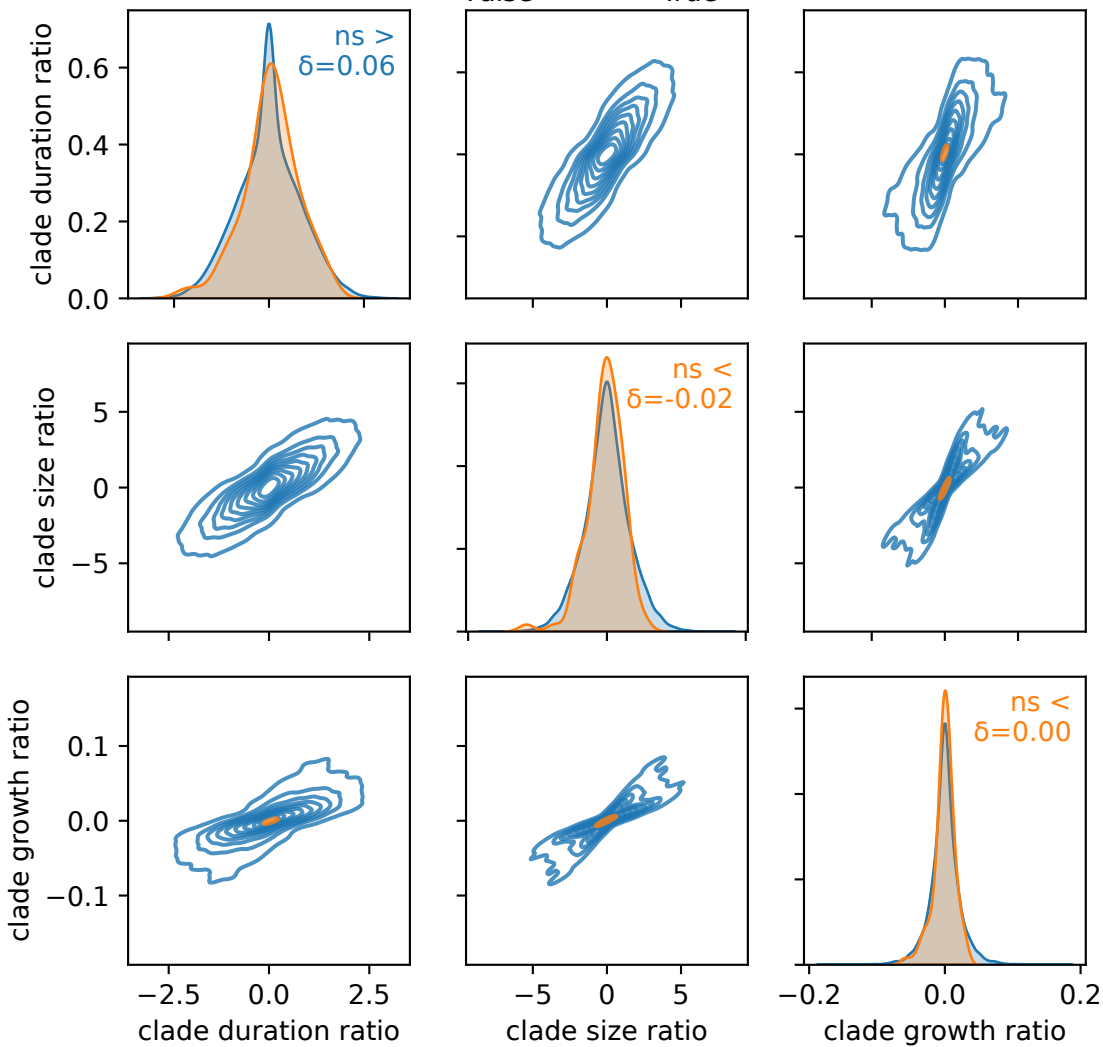 clade duration ratio
0.6
0.4
0.2
0.0
ns >
δ=0.06
clade size ratio
5
0
−5
ns <
δ=-0.02
clade growth ratio
0.1
0.0
−0.1
ns <
δ=0.00
−2.5 0.0 2.5
−5 0 5
−0.2 0.0 0.2
clade duration ratio
clade size ratio
clade growth ratio